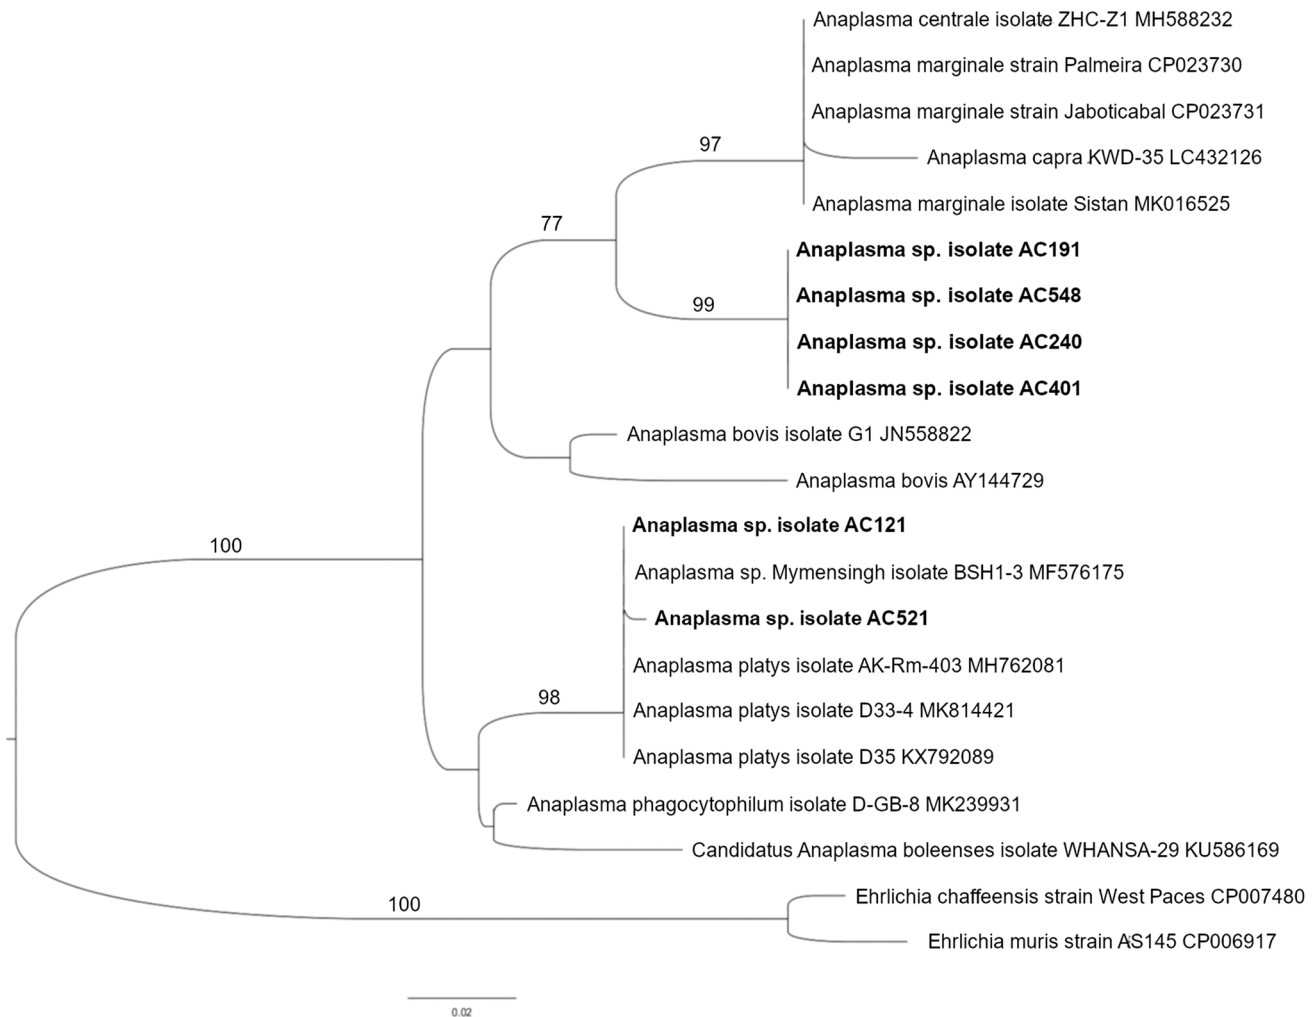 Anaplasma centrale isolate ZHC-Z1 MH588232
Anaplasma marginale strain Palmeira CP023730
Anaplasma marginale strain Jaboticabal CP023731
97
Anaplasma capra KWD-35 LC432126
Anaplasma marginale isolate Sistan MK016525
77
Anaplasma sp. isolate AC191
Anaplasma sp. isolate AC548
99
Anaplasma sp. isolate AC240
Anaplasma sp. isolate AC401
Anaplasma bovis isolate G1 JN558822
Anaplasma bovis AY144729
Anaplasma sp. isolate AC121
100
Anaplasma sp. Mymensingh isolate BSH1-3 MF576175
Anaplasma sp. isolate AC521
Anaplasma platys isolate AK-Rm-403 MH762081
98
Anaplasma platys isolate D33-4 MK814421
Anaplasma platys isolate D35 KX792089
Anaplasma phagocytophilum isolate D-GB-8 MK239931
Candidatus Anaplasma boleenses isolate WHANSA-29 KU586169
Ehrlichia chaffeensis strain West Paces CP007480
100
Ehrlichia muris strain AS145 CP006917
0.02